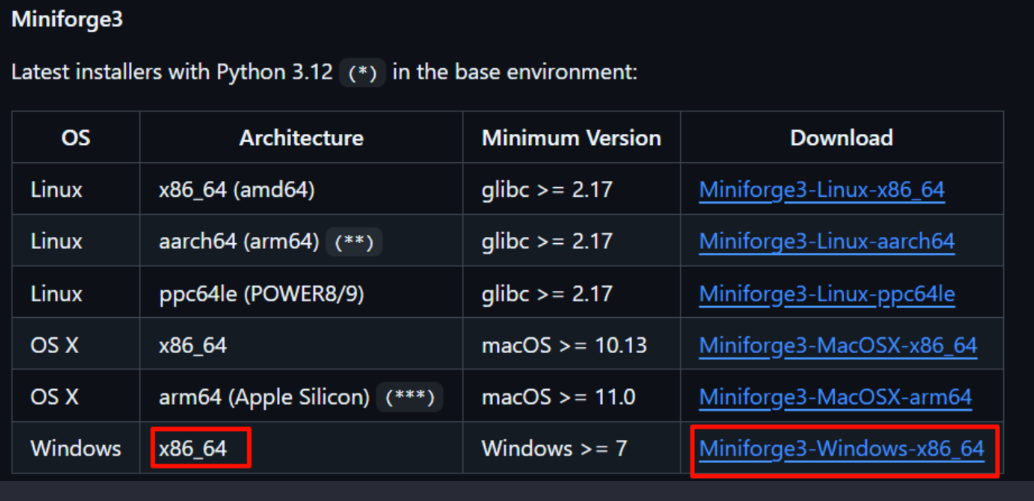 Miniforge3
Latest installers with Python 3.12 (*) in the base environment:
OS Architecture Minimum Version Download
Linux x86_64 (amd64) glibc >= 2.17 Miniforge3-Linux-x86_64
Linux aarch64 (arm64) (**) glibc >= 2.17 Miniforge3-Linux-aarch64
Linux ppc64le (POWER8/9) glibc >= 2.17 Miniforge3-Linux-ppc64le
OS X x86_64 macOS >= 10.13 Miniforge3-MacOSX-x86_64
OS X arm64 (Apple Silicon) (***) macOS >= 11.0 Miniforge3-MacOSX-arm64
Windows x86_64 Windows >= 7 Miniforge3-Windows-x86_64